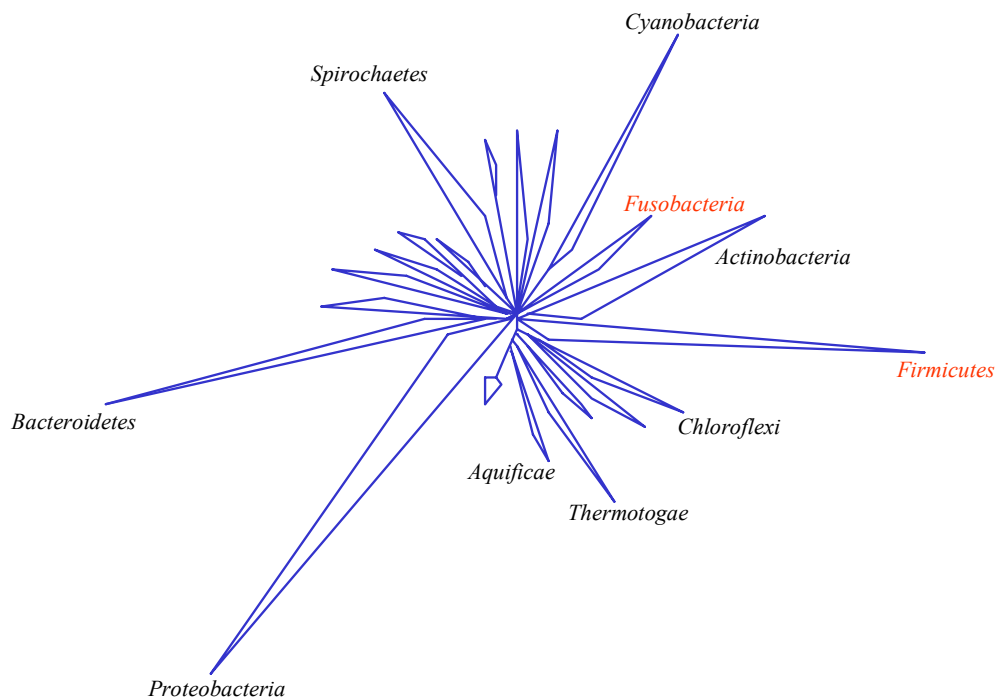 Cyanobacteria
Spirochaetes
Fusobacteria
Actinobacteria
Firmicutes
Bacteroidetes
Chloroflexi
Aquificae
Thermotogae
Proteobacteria